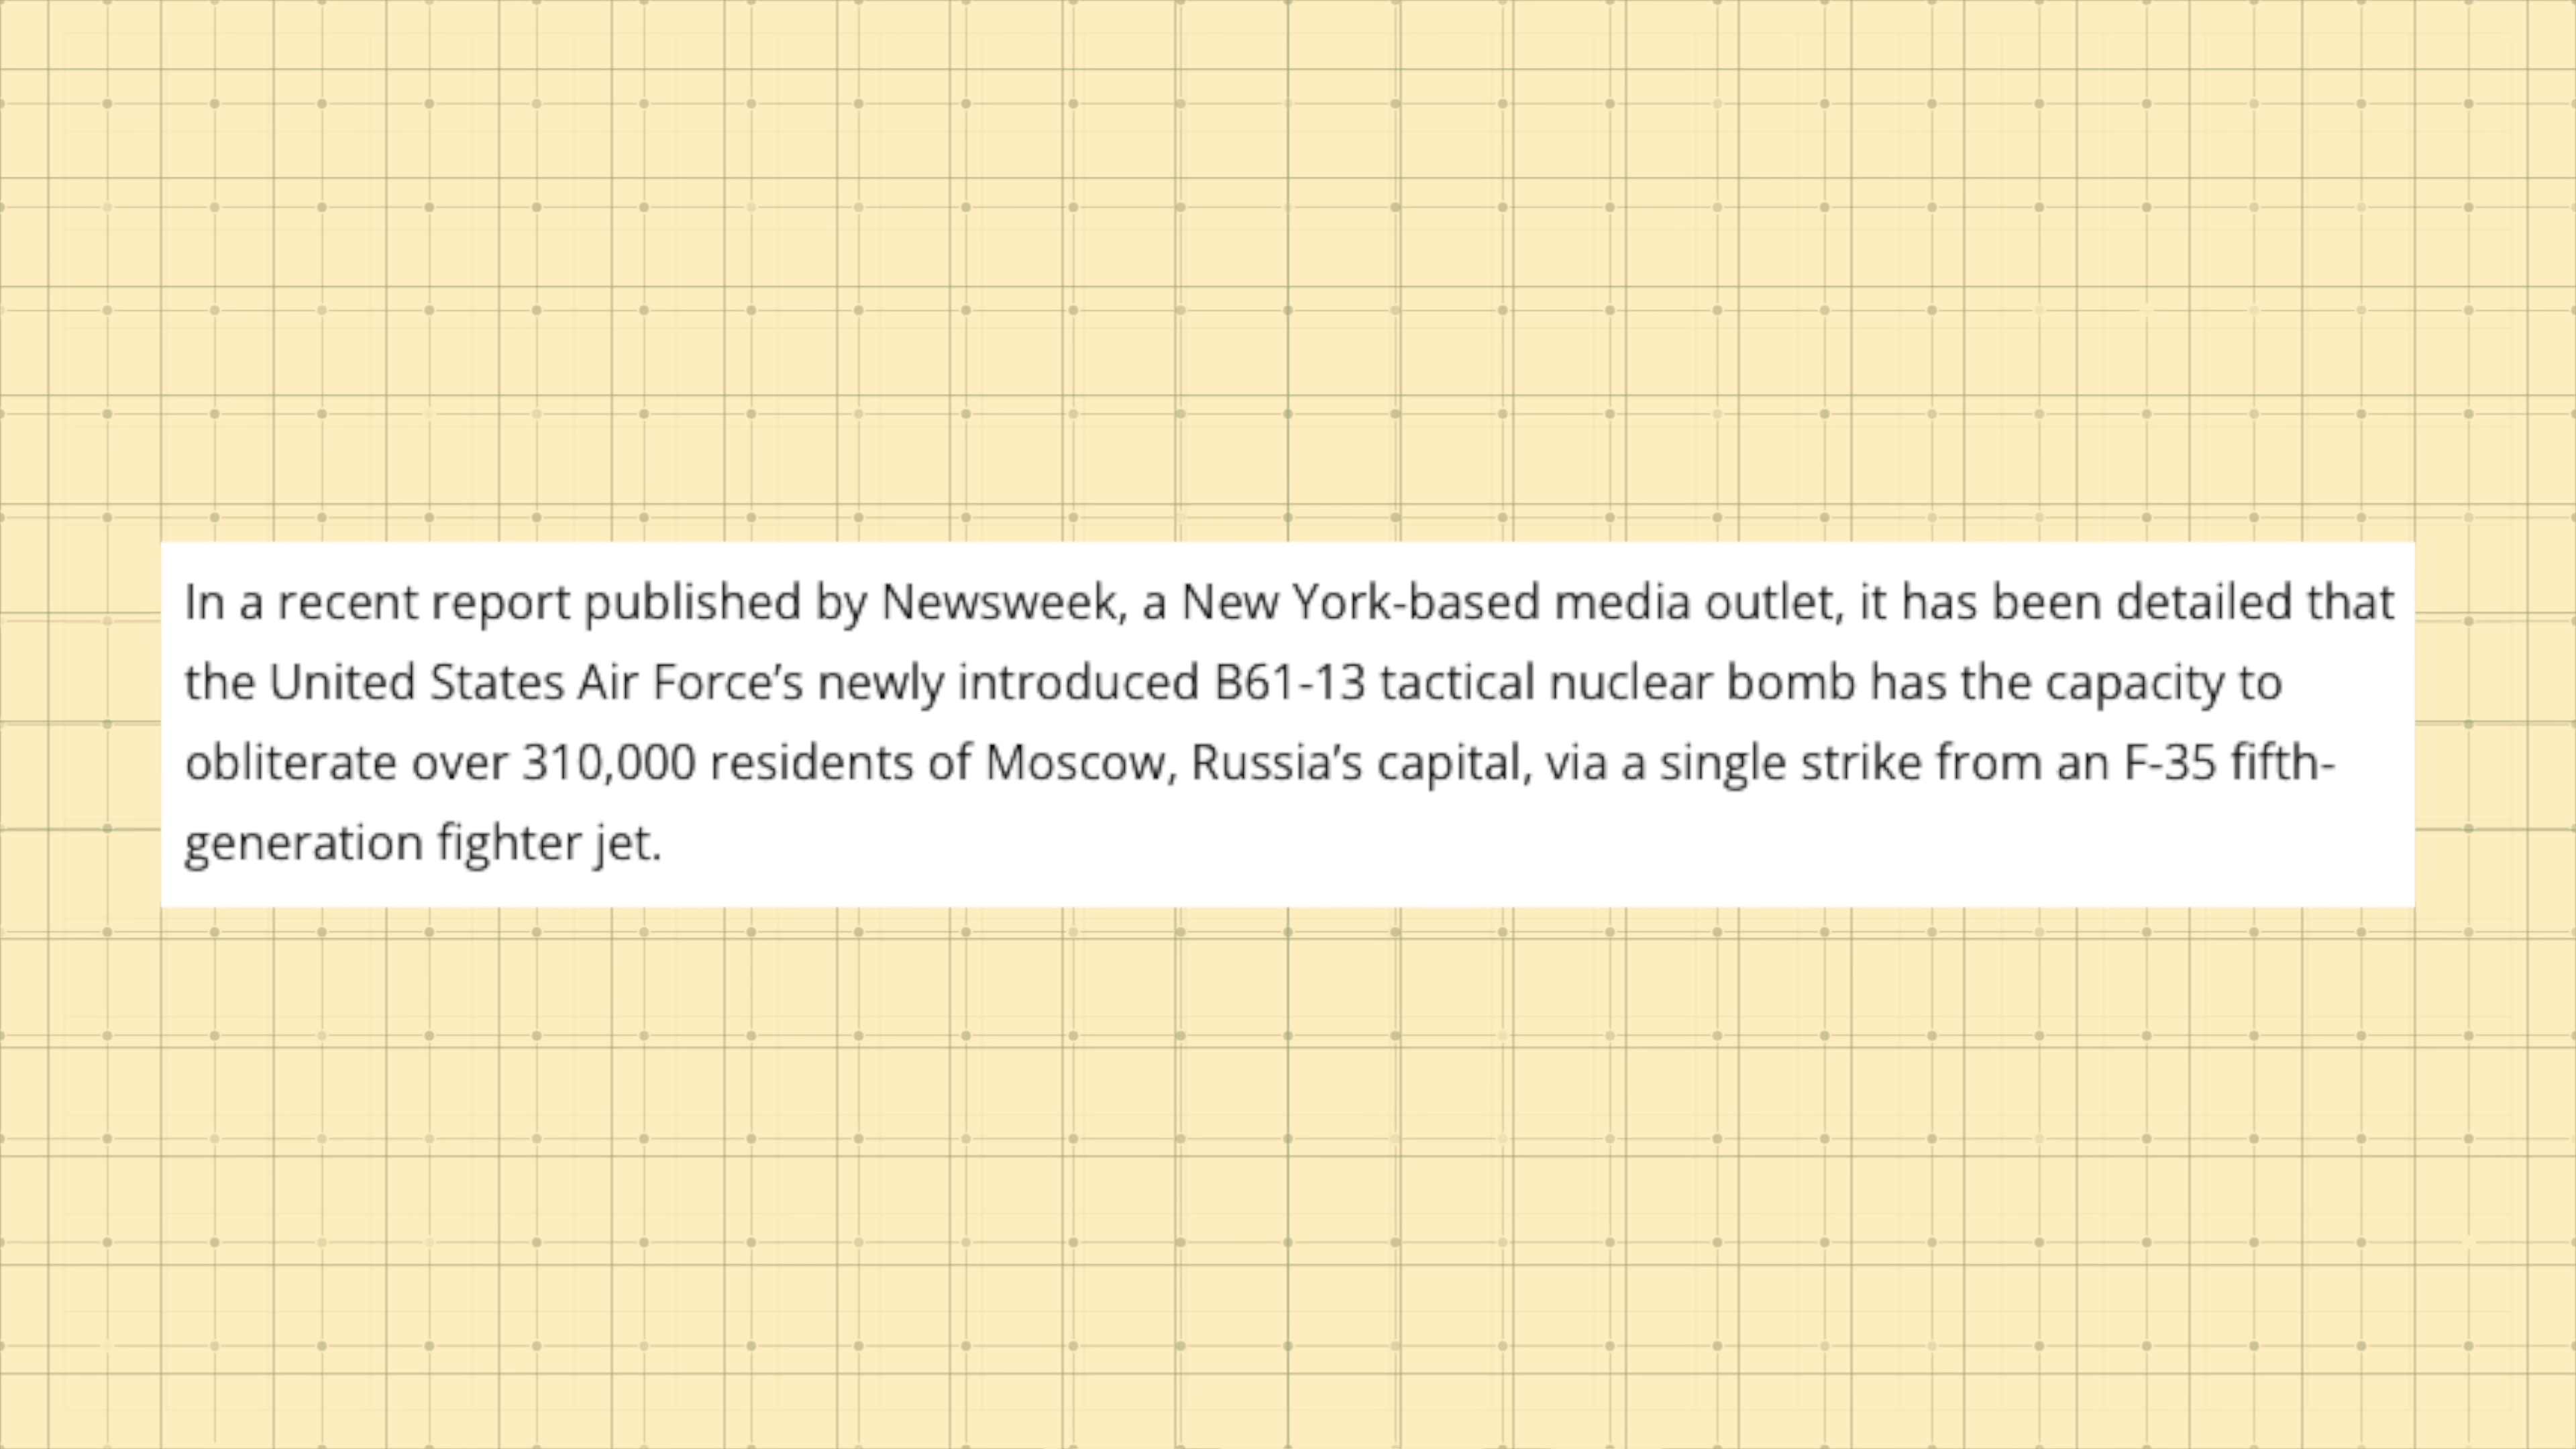 In a recent report published by Newsweek, a New York-based media outlet, it has been detailed that
the United States Air Force’s newly introduced B61-13 tactical nuclear bomb has the capacity to
obliterate over 310,000 residents of Moscow, Russia’s capital, via a single strike from an F-35 fifth-
generation fighter jet.